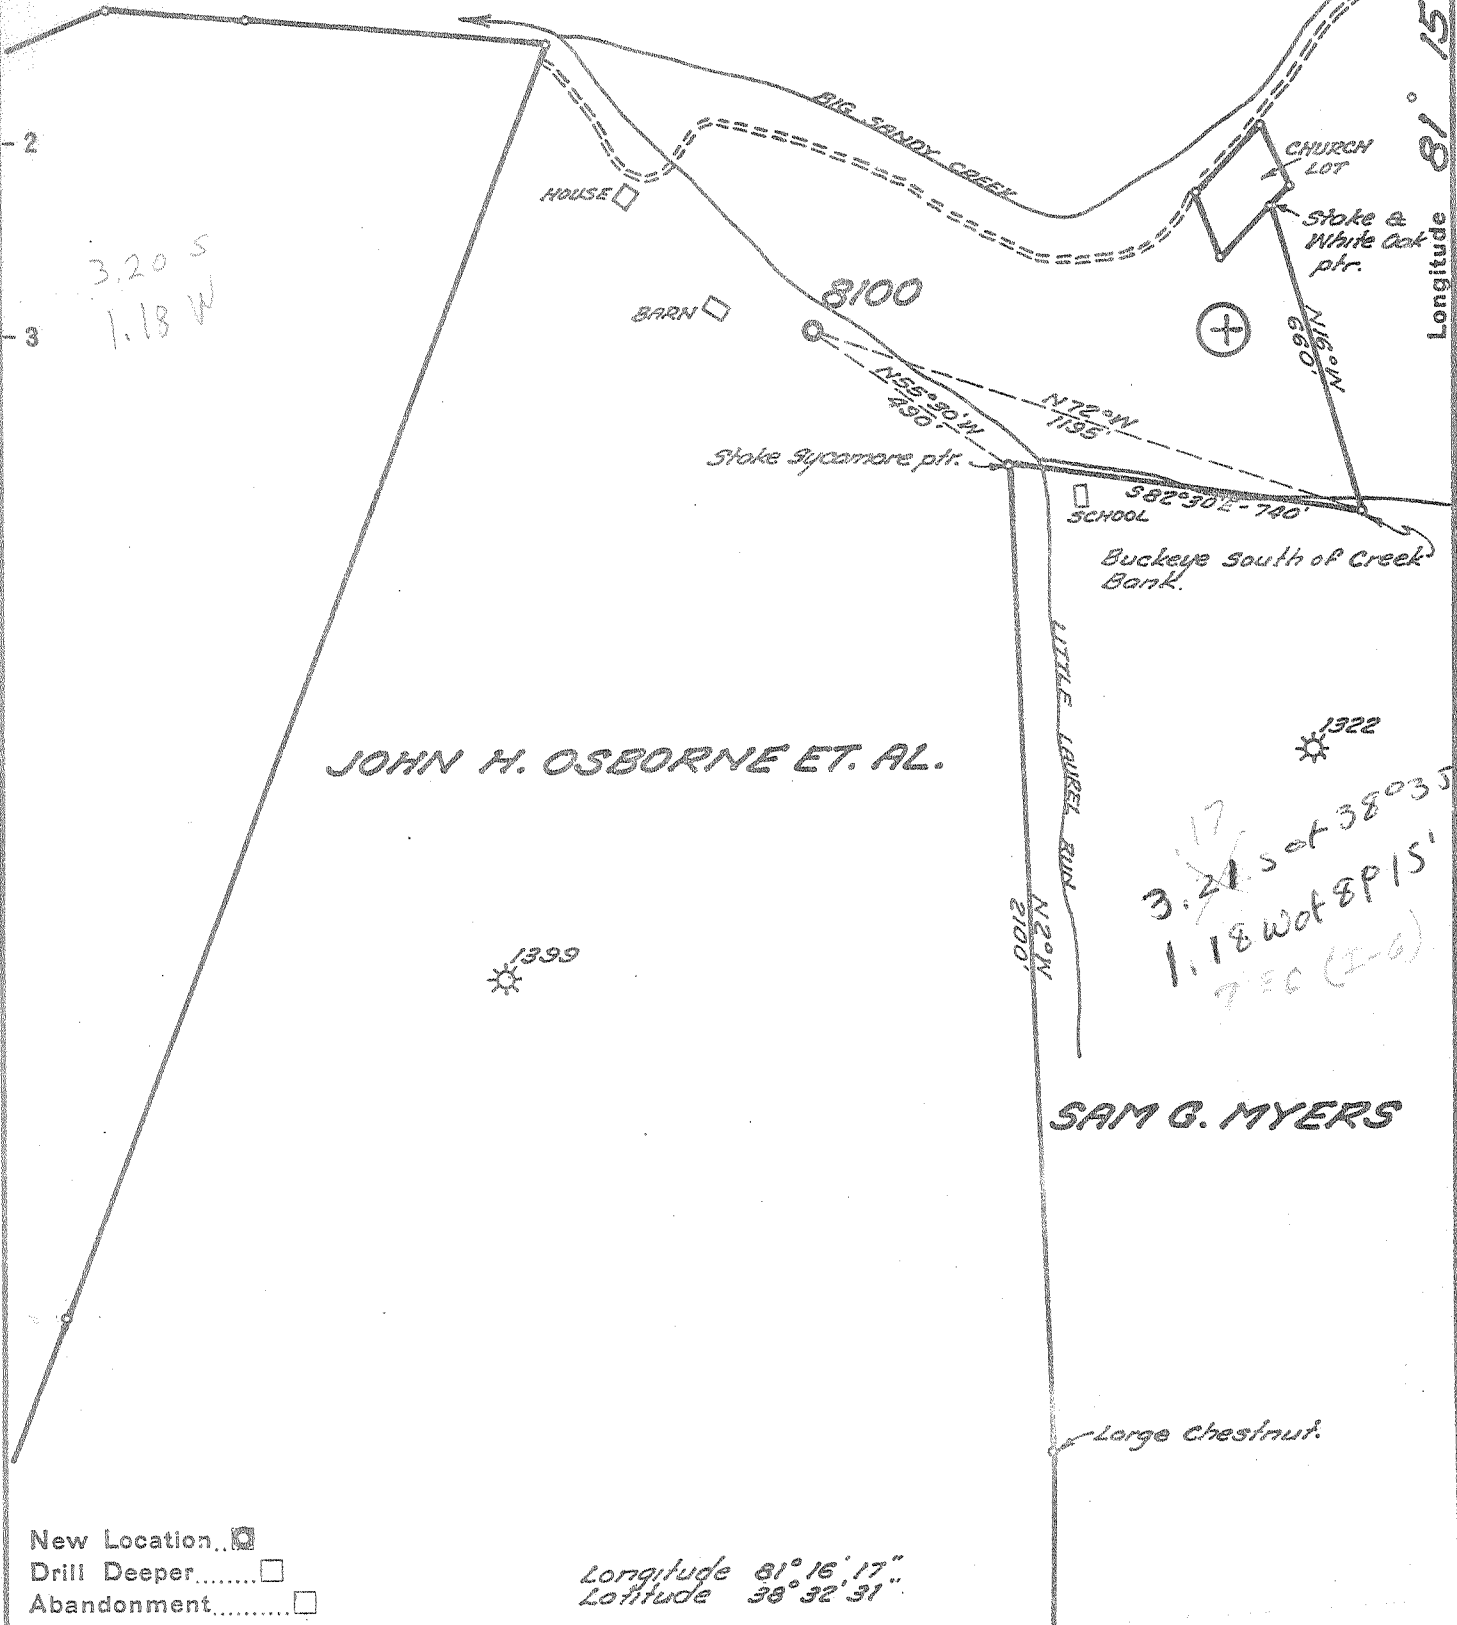 Longitude 81° 15
BIG SANDY CREEK
2
CHURCH
LOT
HOUSE
Stake &
White Oak
ptr.
3.20 S
1.18 W
8100
BARN
3
N16°W
660'
N55°30'W
490'
N72°W
1195'
Stake Sycamore ptr.
S82°30'E-740'
SCHOOL
Buckeye South of Creek
Bank.
LITTLE LAUREL RUN
1322
JOHN H. OSBORNE ET. AL.
.17
3.21 S of 38°35
1.18 W of 81°15'
N2°W
2100'
1399
SAM G. MYERS
Large Chestnut.
New Location..
Drill Deeper........
Abandonment..........
Longitude 81° 16' 17"
Latitude 38° 32' 31"